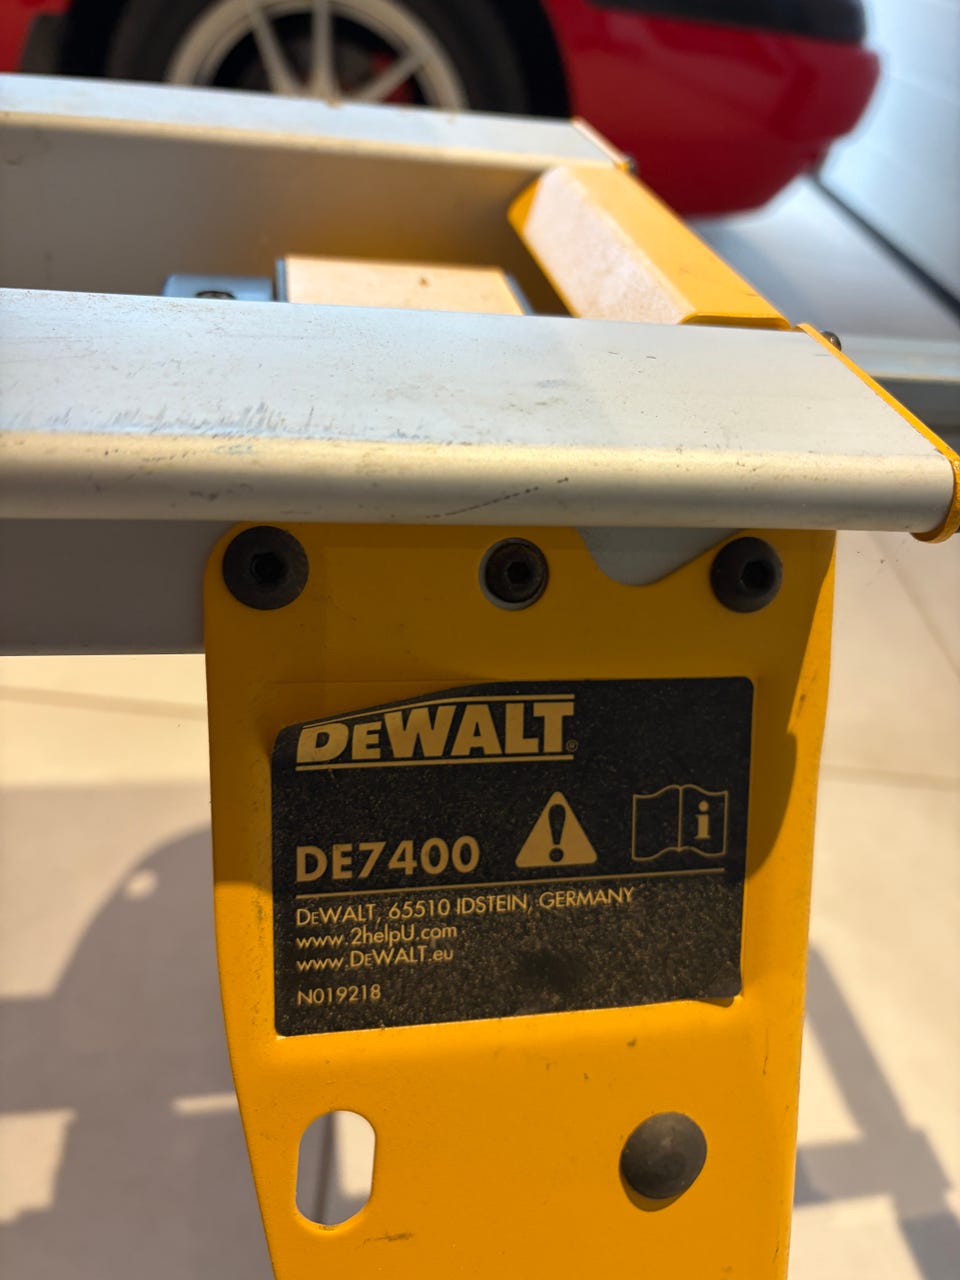 DEWALT®
DE7400
DEWALT, 65510 IDSTEIN, GERMANY
www.2helpU.com
www.DEWALT.eu
N019218